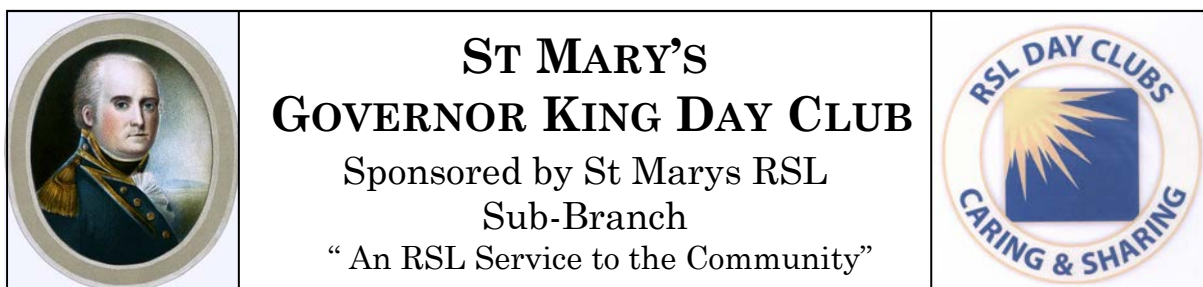 ST MARY'S
GOVERNOR KING DAY CLUB
Sponsored by St Marys RSL
Sub-Branch
“ An RSL Service to the Community”
RSL DAY CLUBS
CARING & SHARING